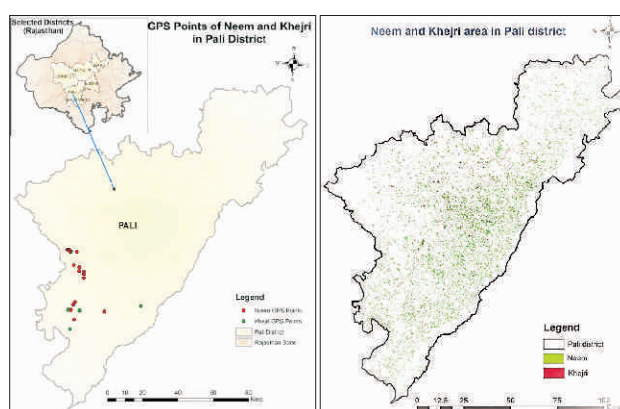 Selected Districts
(Rajasthan)
GPS Points of Neem and Khejri
in Pali District
PALI
Legend
Neem GPS Points
Khejri GPS Points
Pali District
Rajasthan State
0 10 20 40 60 80
Neem and Khejri area in Pali district
Legend
Pali district
Neem
Khejri
0 12.5 25 50 75